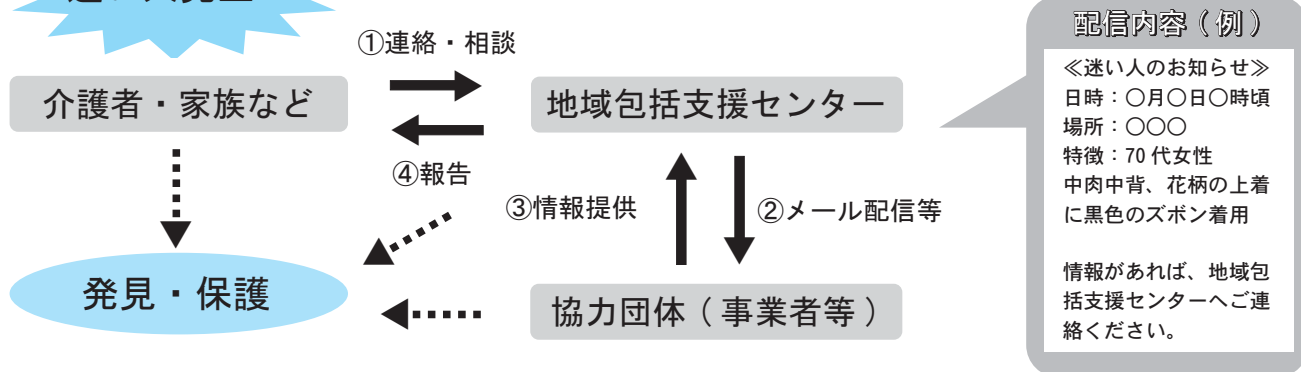 ①連絡・相談
介護者・家族など
地域包括支援センター
④報告
③情報提供
②メール配信等
発見・保護
協力団体（事業者等）
配信内容（例）
≪迷い人のお知らせ≫
日時：〇月〇日〇時頃
場所：〇〇〇
特徴：70代女性
中肉中背、花柄の上着
に黒色のズボン着用
情報があれば、地域包
括支援センターへご連
絡ください。